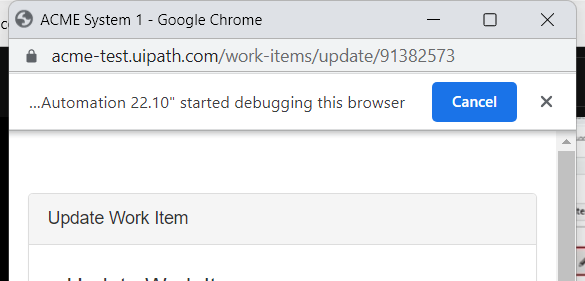 ACME System 1 - Google Chrome
acme-test.uipath.com/work-items/update/91382573
...Automation 22.10" started debugging this browser
Cancel
Update Work Item